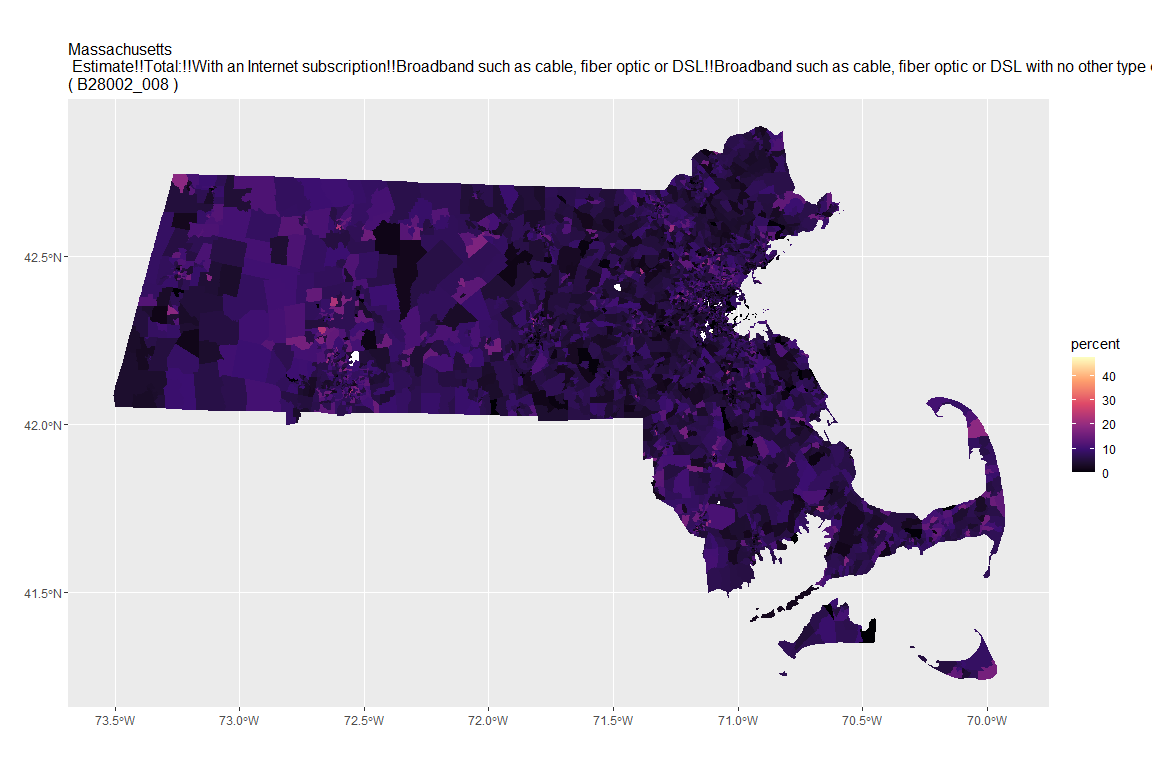 Massachusetts
Estimate!!Total:!!With an Internet subscription!!Broadband such as cable, fiber optic or DSL!!Broadband such as cable, fiber optic or DSL with no other type
( B28002_008 )
42.5°N
42.0°N
41.5°N
73.5°W 73.0°W 72.5°W 72.0°W 71.5°W 71.0°W 70.5°W 70.0°W
percent
40
30
20
10
0